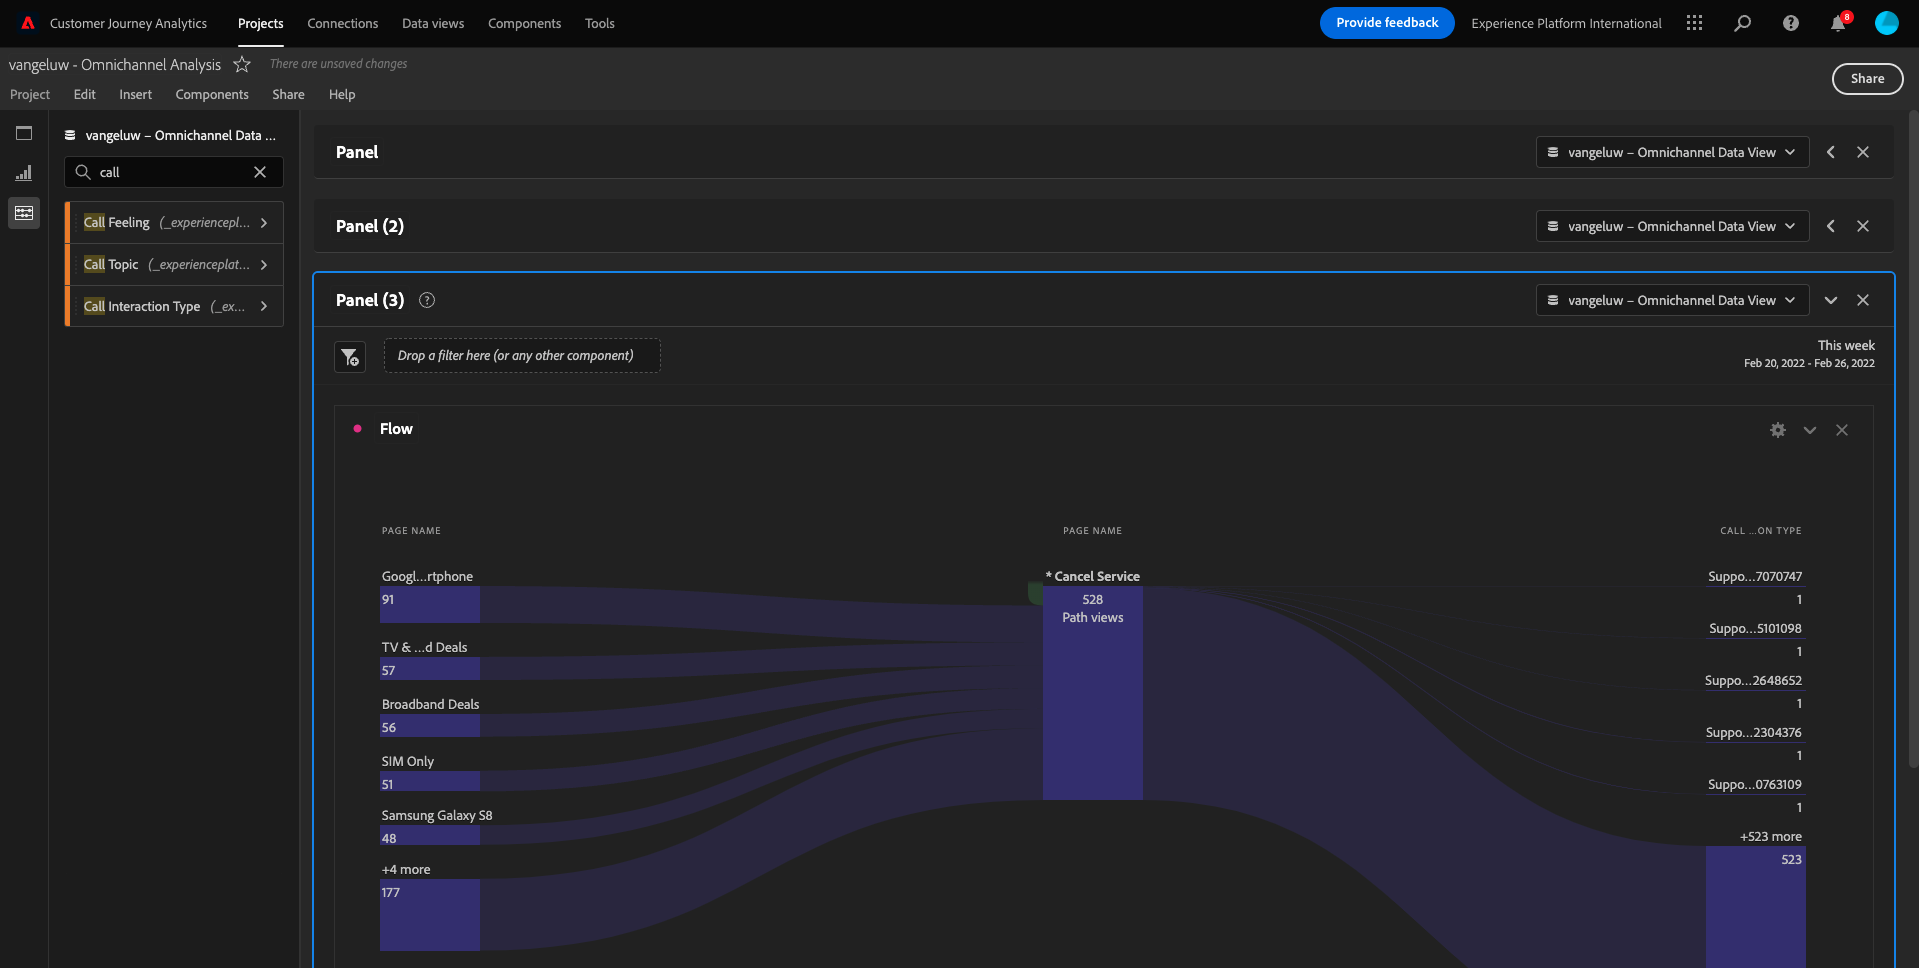 Customer Journey Analytics
Projects
Connections
Data views
Components
Tools
Provide feedback
Experience Platform International
8
vangeluw - Omnichannel Analysis
There are unsaved changes
Project
Edit
Insert
Components
Share
Help
Share
vangeluw – Omnichannel Data ...
call
Call Feeling (_experiencepl...
Call Topic (_experienceplat...
Call Interaction Type (_ex...
Panel
vangeluw – Omnichannel Data View
Panel (2)
vangeluw – Omnichannel Data View
Panel (3)
?
vangeluw – Omnichannel Data View
Drop a filter here (or any other component)
This week
Feb 20, 2022 - Feb 26, 2022
Flow
PAGE NAME
Googl...rtphone
91
TV & ...d Deals
57
Broadband Deals
56
SIM Only
51
Samsung Galaxy S8
48
+4 more
177
PAGE NAME
* Cancel Service
528
Path views
CALL ...ON TYPE
Suppo...7070747
1
Suppo...5101098
1
Suppo...2648652
1
Suppo...2304376
1
Suppo...0763109
1
+523 more
523